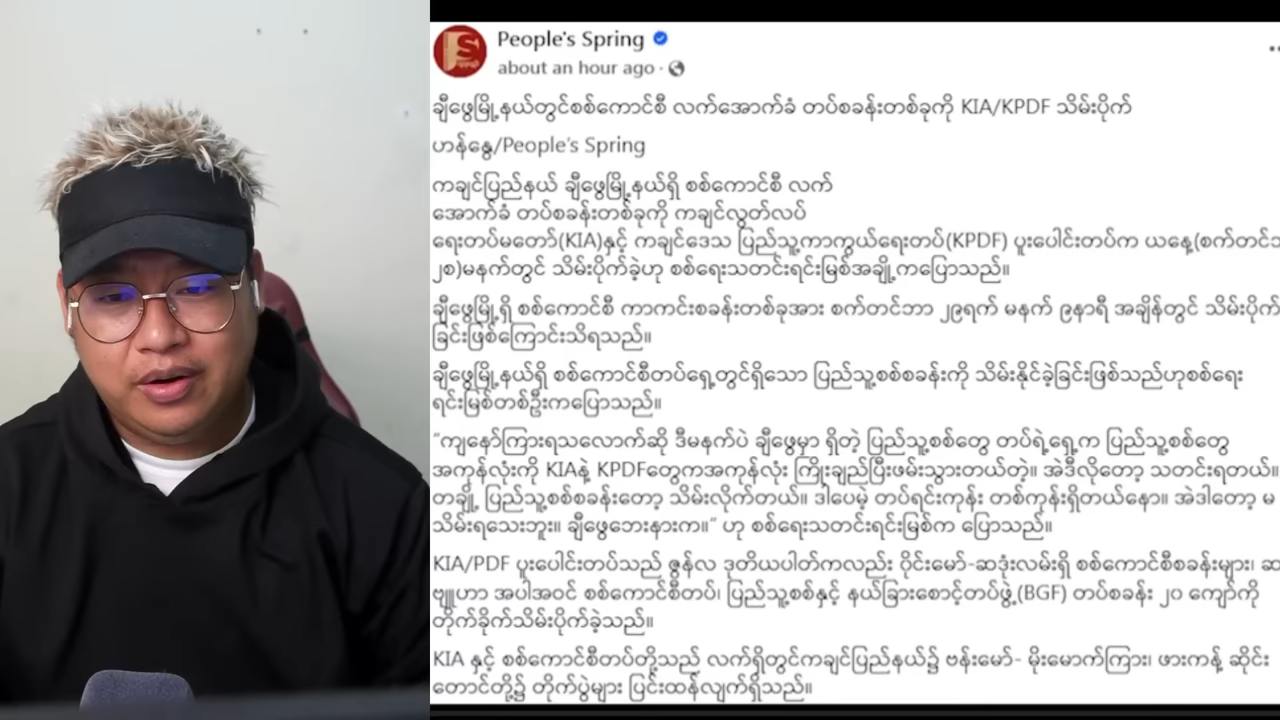 People's Spring
about an hour ago ·
ချီဖွေမြို့နယ်တွင်စစ်ကောင်စီ လက်အောက်ခံ တပ်စခန်းတစ်ခုကို KIA/KPDF သိမ်းပိုက်
ဟန်နွေ/People's Spring
ကချင်ပြည်နယ် ချီဖွေမြို့နယ်ရှိ စစ်ကောင်စီ လက်
အောက်ခံ တပ်စခန်းတစ်ခုကို ကချင်လွတ်လပ်
ရေးတပ်မတော်(KIA)နှင့် ကချင်ဒေသ ပြည်သူ့ကာကွယ်ရေးတပ်(KPDF) ပူးပေါင်းတပ်က ယနေ့(စက်တင်ဘ
၂၈)မနက်တွင် သိမ်းပိုက်ခဲ့ဟု စစ်ရေးသတင်းရင်းမြစ်အချို့ကပြောသည်။
ချီဖွေမြို့ရှိ စစ်ကောင်စီ ကာကင်းစခန်းတစ်ခုအား စက်တင်ဘာ ၂၉ရက် မနက် ၉နာရီ အချိန်တွင် သိမ်းပိုက်
ခြင်းဖြစ်ကြောင်းသိရသည်။
ချီဖွေမြို့နယ်ရှိ စစ်ကောင်စီတပ်ရှေ့တွင်ရှိသော ပြည်သူ့စစ်စခန်းကို သိမ်းနိုင်ခဲ့ခြင်းဖြစ်သည်ဟုစစ်ရေး
ရင်းမြစ်တစ်ဦးကပြောသည်။
"ကျနော်ကြားရသလောက်ဆို ဒီမနက်ပဲ ချီဖွေမှာ ရှိတဲ့ ပြည်သူ့စစ်တွေ တပ်ရဲ့ရှေ့က ပြည်သူ့စစ်တွေ
အကုန်လုံးကို KIAနဲ့ KPDFတွေကအကုန်လုံး ကြိုးချည်ပြီးဖမ်းသွားတယ်တဲ့။ အဲဒီလိုတော့ သတင်းရတယ်။
တချို့ ပြည်သူ့စစ်စခန်းတော့ သိမ်းလိုက်တယ်။ ဒါပေမဲ့ တပ်ရင်းကုန်း တစ်ကုန်းရှိတယ်နော။ အဲဒါတော့ မ
သိမ်းရသေးဘူး။ ချီဖွေဘေးနားက။" ဟု စစ်ရေးသတင်းရင်းမြစ်က ပြောသည်။
KIA/PDF ပူးပေါင်းတပ်သည် ဇွန်လ ဒုတိယပါတ်ကလည်း ဝိုင်းမော်-ဆဒုံးလမ်းရှိ စစ်ကောင်စီစခန်းများ၊ ဆ
ဗျူဟာ အပါအဝင် စစ်ကောင်စီတပ်၊ ပြည်သူ့စစ်နှင့် နယ်ခြားစောင့်တပ်ဖွဲ့(BGF) တပ်စခန်း ၂၀ ကျော်ကို
တိုက်ခိုက်သိမ်းပိုက်ခဲ့သည်။
KIA နှင့် စစ်ကောင်စီတပ်တို့သည် လက်ရှိတွင်ကချင်ပြည်နယ်၌ ဗန်းမော်- မိုးမောက်ကြား၊ ဖားကန့် ဆိုင်း
တောင်တို့၌ တိုက်ပွဲများ ပြင်းထန်လျက်ရှိသည်။